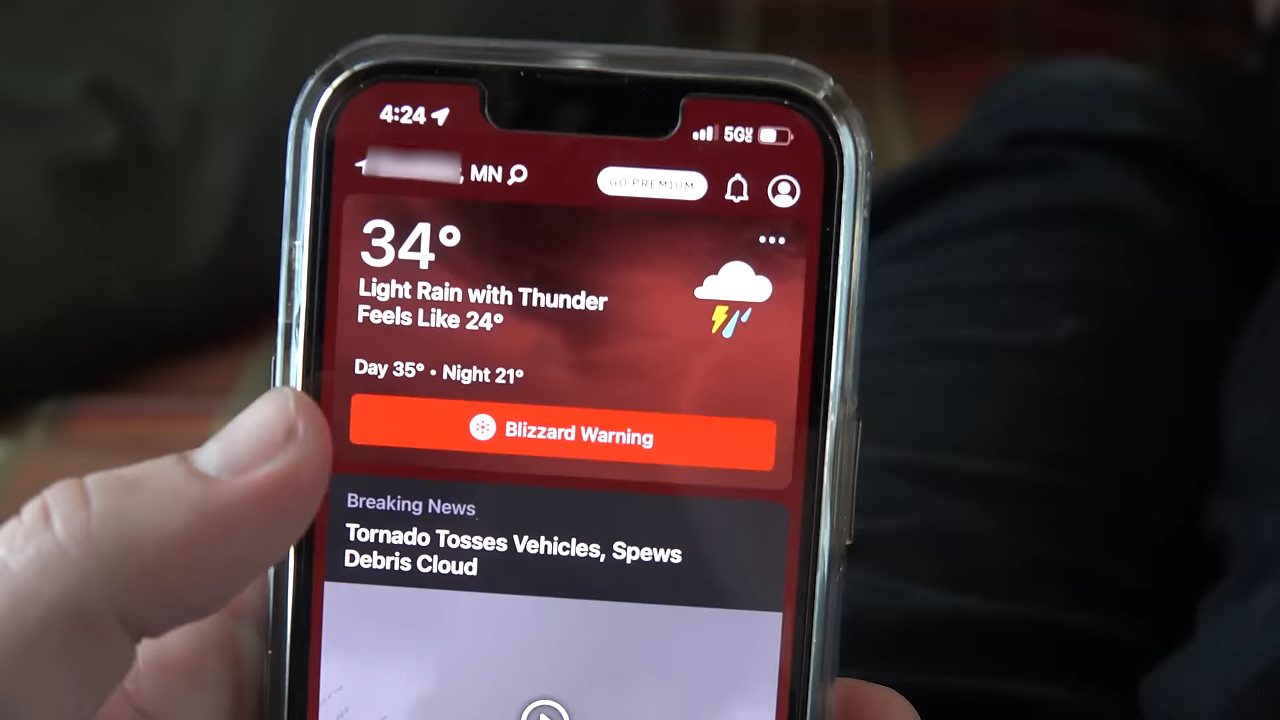 4:24
5G
, MN
GO PREMIUM
34°
Light Rain with Thunder
Feels Like 24°
Day 35° • Night 21°
Blizzard Warning
Breaking News
Tornado Tosses Vehicles, Spews
Debris Cloud